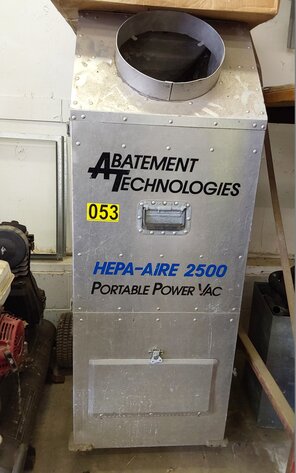 ABATEMENT
TECHNOLOGIES
053
HEPA-AIRE 2500
PORTABLE POWER VAC